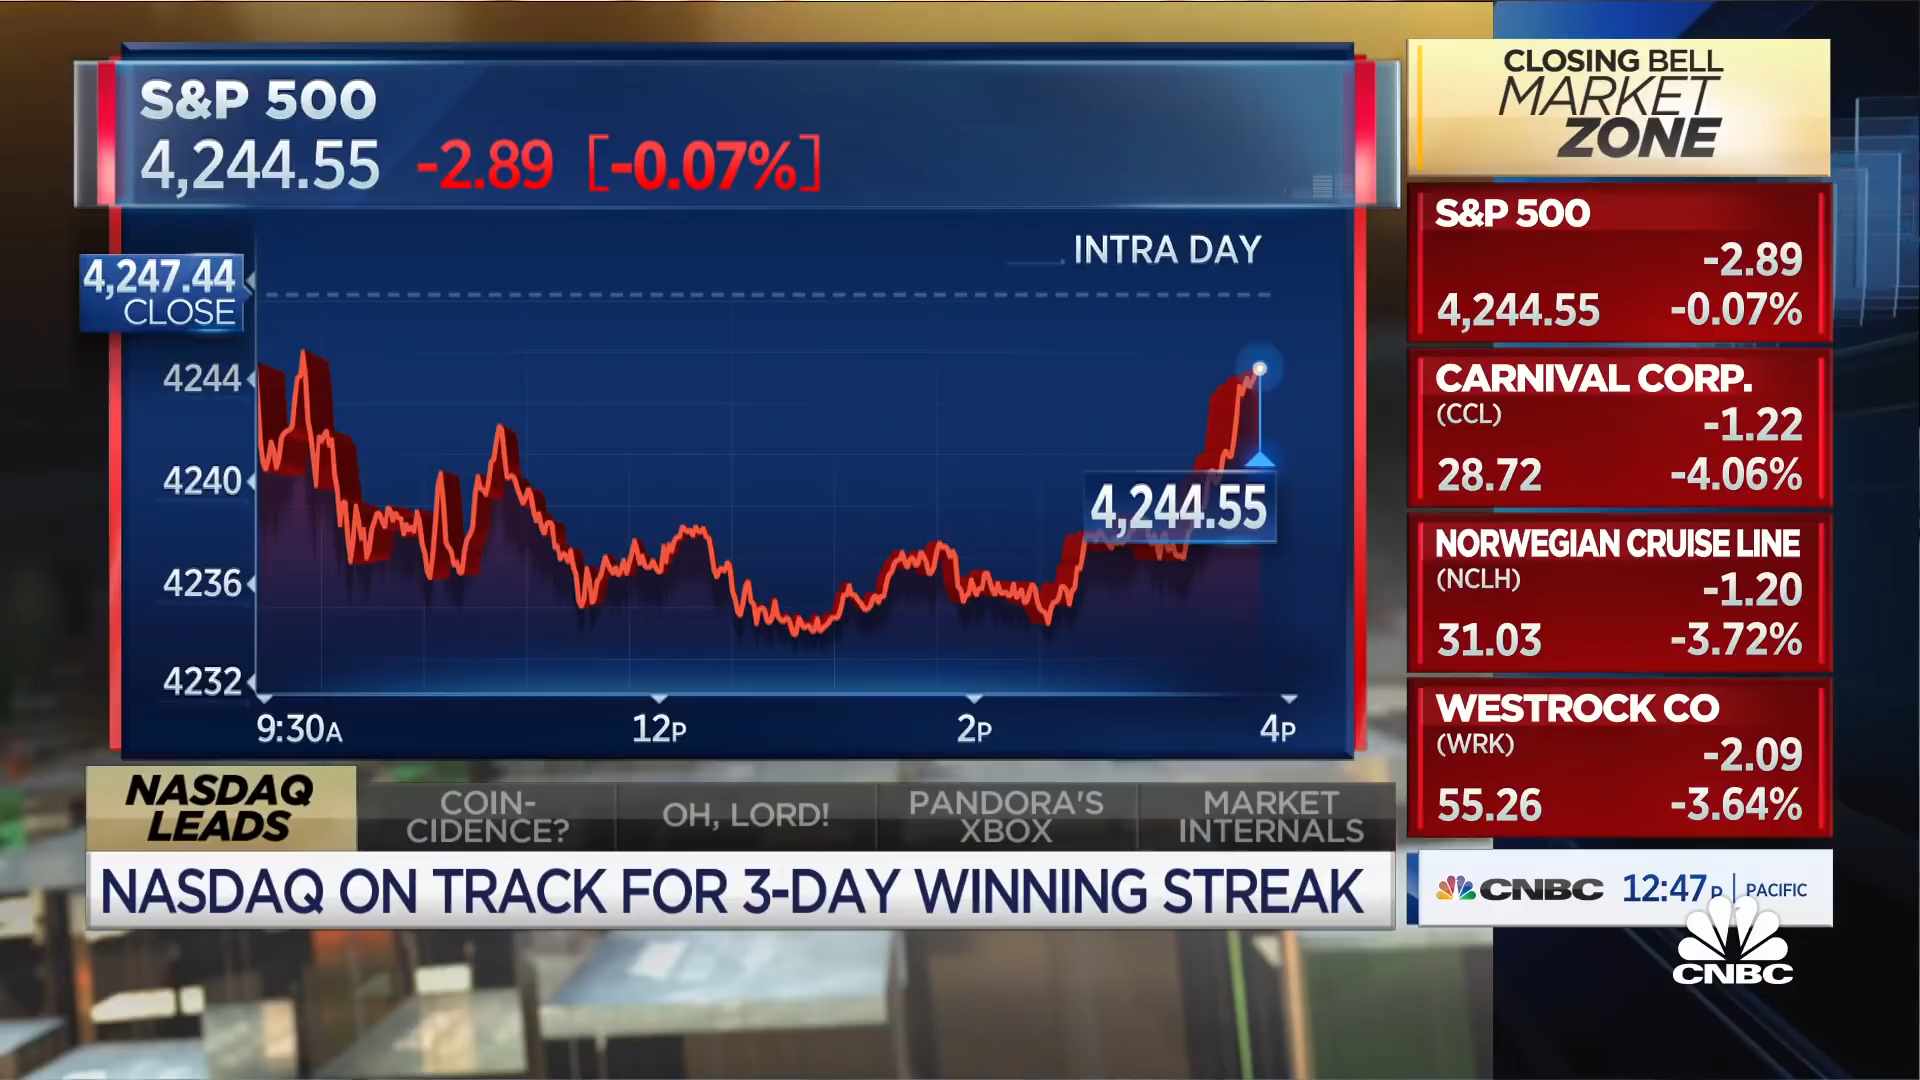 S&P 500
4,244.55 -2.89 [-0.07%]
INTRA DAY
4,247.44
CLOSE
4244
4240
4236
4232
4,244.55
9:30A 12P 2P 4P
NASDAQ
LEADS
COIN-
CIDENCE?
OH, LORD!
PANDORA'S
XBOX
MARKET
INTERNALS
NASDAQ ON TRACK FOR 3-DAY WINNING STREAK
CLOSING BELL
MARKET
ZONE
S&P 500
-2.89
4,244.55 -0.07%
CARNIVAL CORP.
(CCL)
-1.22
28.72 -4.06%
NORWEGIAN CRUISE LINE
(NCLH)
-1.20
31.03 -3.72%
WESTROCK CO
(WRK)
-2.09
55.26 -3.64%
CNBC 12:47P PACIFIC
CNBC